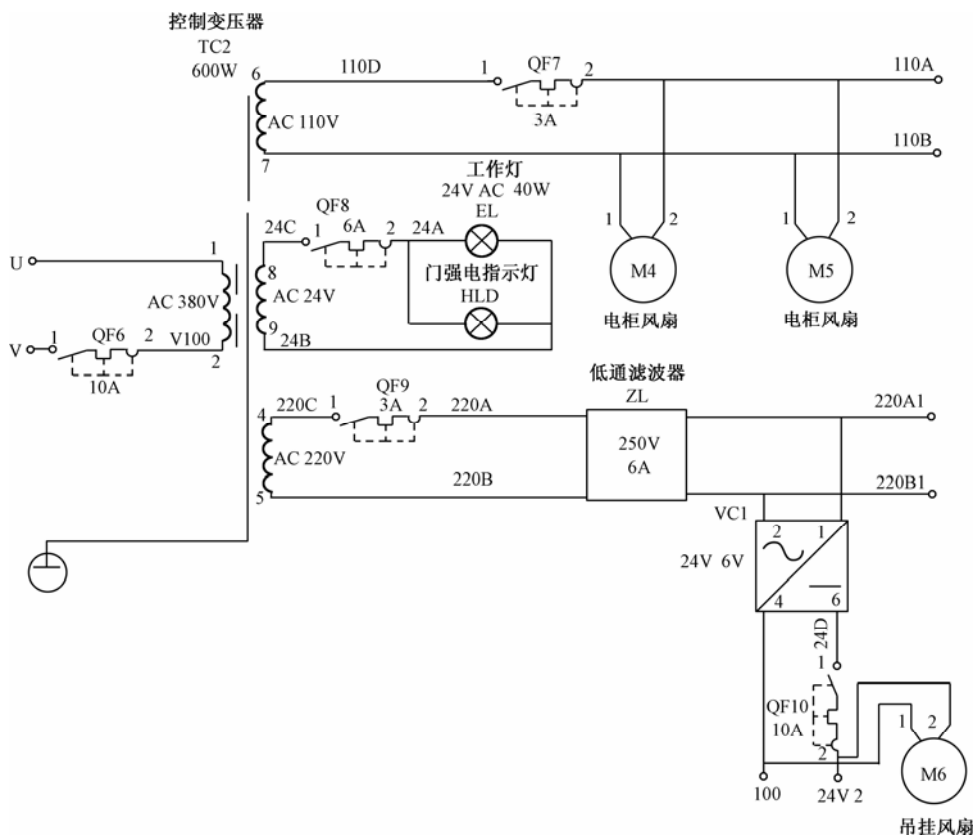 控制变压器
TC2
600W
6
110D
1
QF7
2
110A
AC 110V
3A
7
110B
工作灯
24V AC 40W
EL
QF8
24C
1
6A
2
24A
1
2
1
2
U
1
8
M4
M5
门强电指示灯
HLD
AC 380V
AC 24V
电柜风扇
电柜风扇
9
24B
V
1
QF6
2
V100
2
10A
低通滤波器
ZL
QF9
4
220C
1
3A
2
220A
220A1
AC 220V
250V
6A
5
220B
220B1
VC1
2
1
24V 6V
4
6
24D
1
QF10
10A
1
2
2
M6
100
24V 2
吊挂风扇